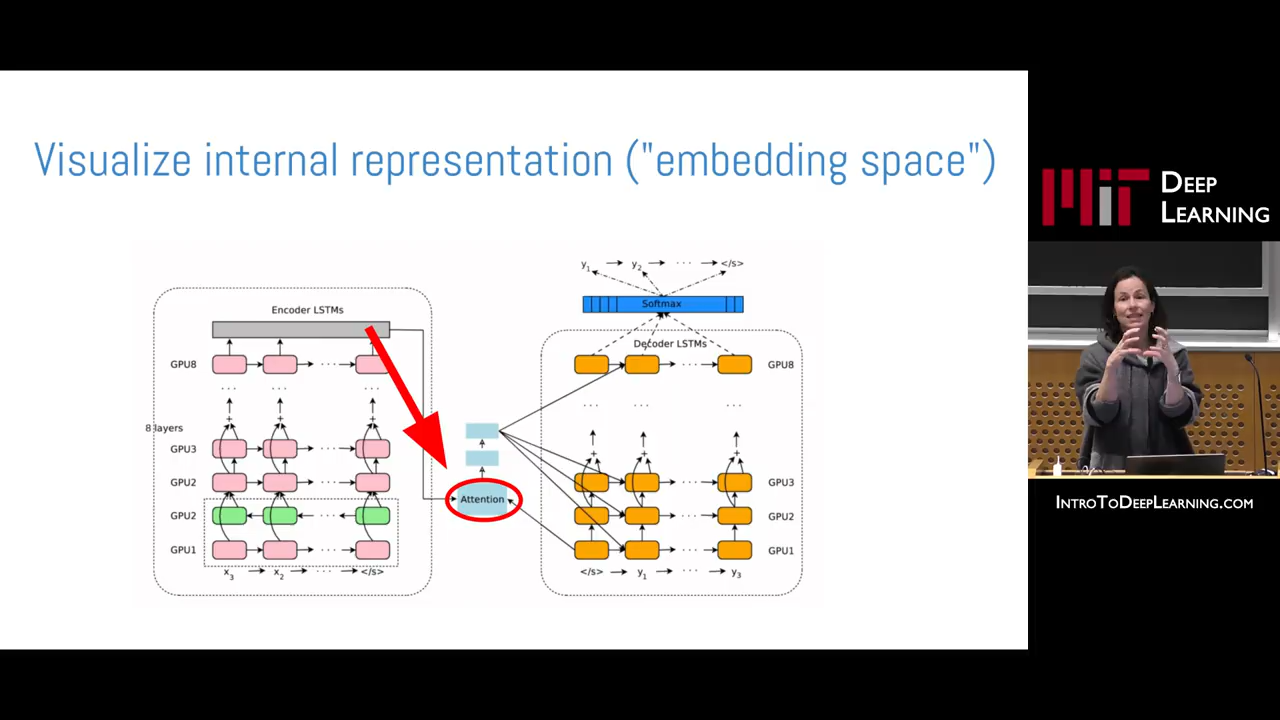 Visualize internal representation ("embedding space")
Encoder LSTMs
GPU8
8 layers
GPU3
GPU2
GPU2
GPU1
x3 x2 ... </s>
Attention
y1 y2 ... </s>
Softmax
Decoder LSTMs
GPU8
GPU3
GPU2
GPU1
</s> y1 ... y3
MIT DEEP LEARNING
INTROTODEEPLEARNING.COM